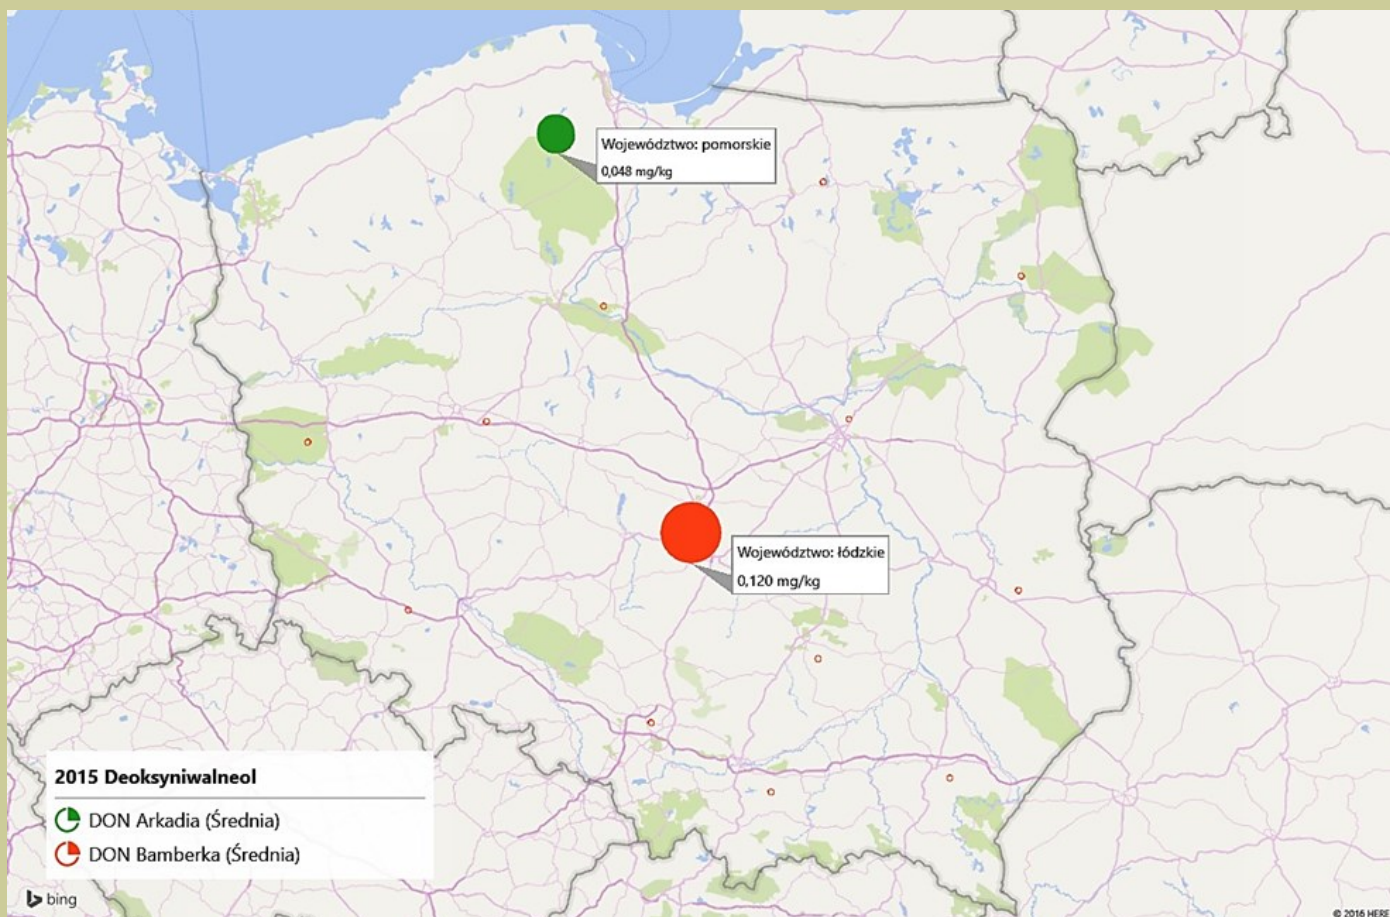 Województwo: pomorskie
0,048 mg/kg
Województwo: łódzkie
0,120 mg/kg
2015 Deoksyniwalneol
DON Arkadia (Średnia)
DON Bamberka (Średnia)
bing
© 2016 HERE